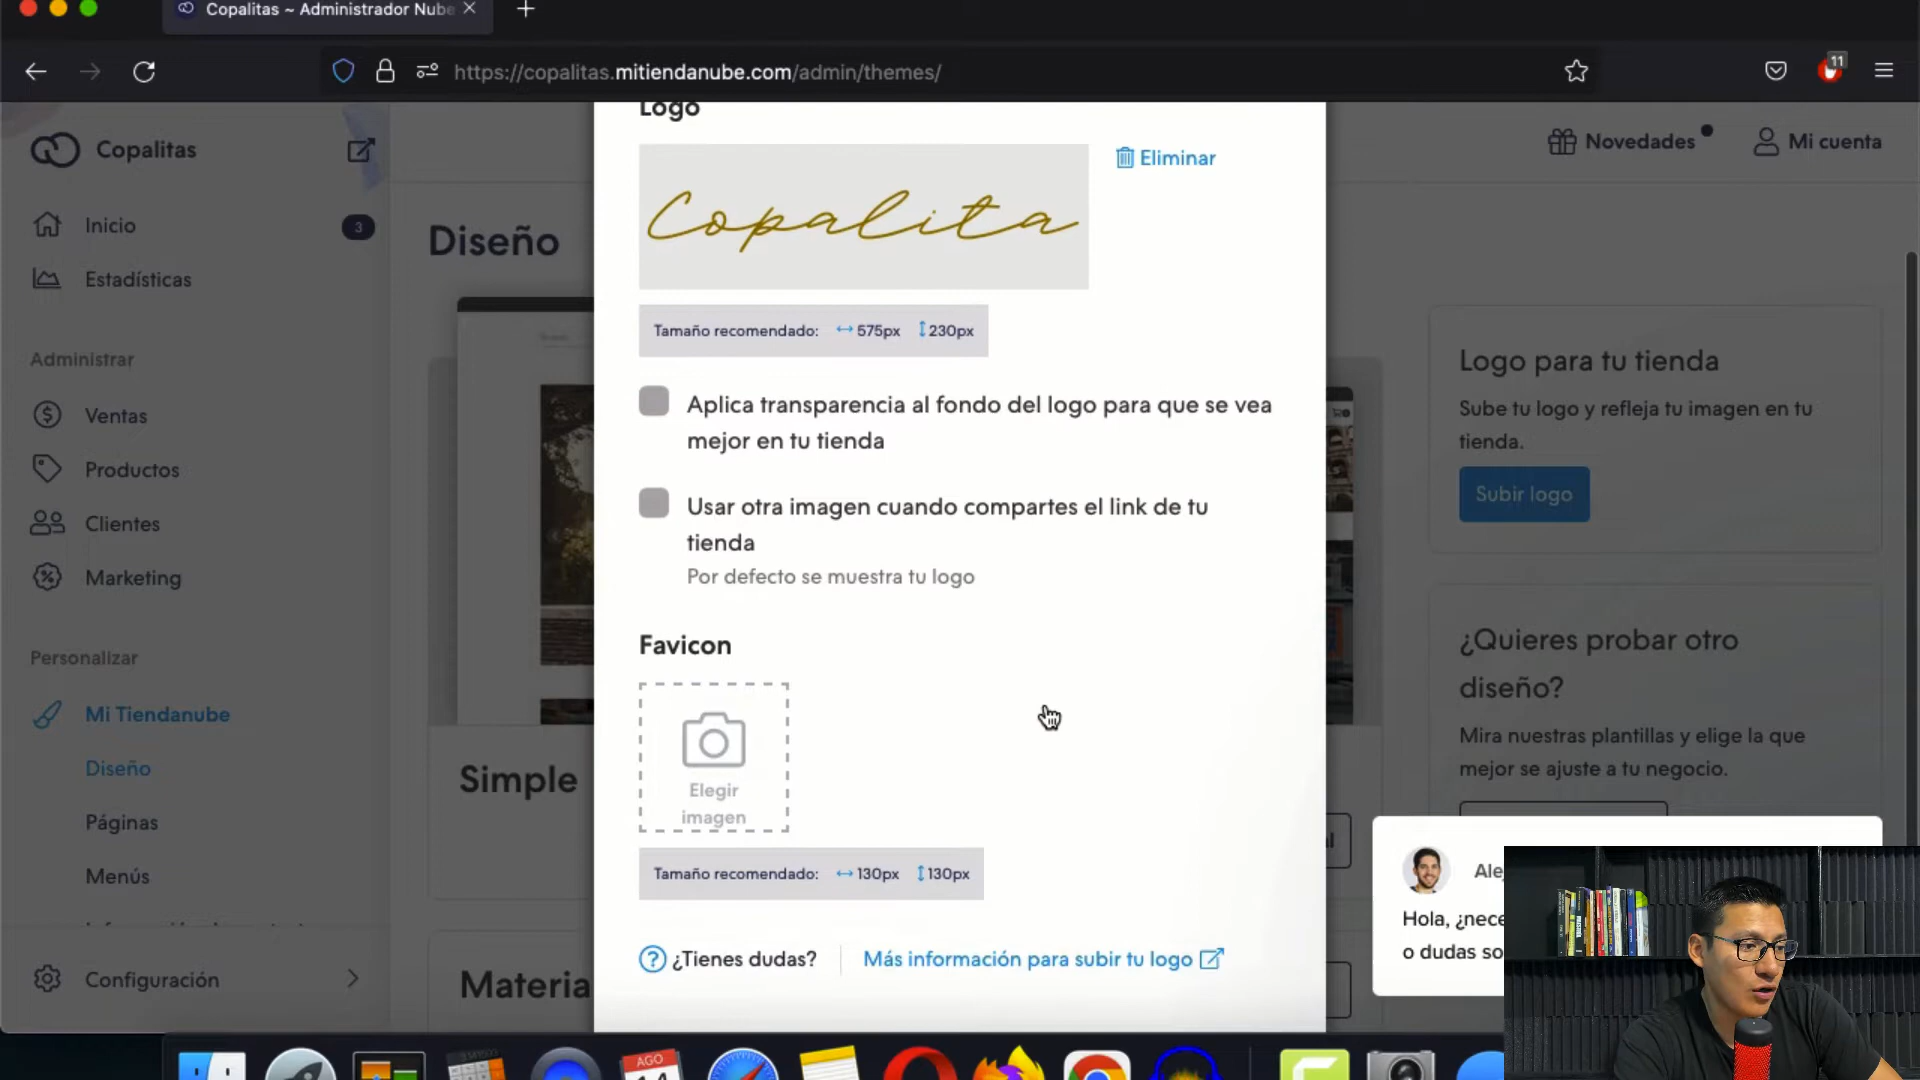 Copalitas ~ Administrador Nube
https://copalitas.mitiendanube.com/admin/themes/
11
Copalitas
Novedades
Mi cuenta
Inicio
3
Estadísticas
Administrar
Ventas
Productos
Clientes
Marketing
Personalizar
Mi Tiendanube
Diseño
Páginas
Menús
Configuración
Diseño
Simple
Materia
Logo
Copalita
Eliminar
Tamaño recomendado: 575px 230px
Aplica transparencia al fondo del logo para que se vea
mejor en tu tienda
Usar otra imagen cuando compartes el link de tu
tienda
Por defecto se muestra tu logo
Favicon
Elegir
imagen
Tamaño recomendado: 130px 130px
¿Tienes dudas?
Más información para subir tu logo
Logo para tu tienda
Sube tu logo y refleja tu imagen en tu
tienda.
Subir logo
¿Quieres probar otro
diseño?
Mira nuestras plantillas y elige la que
mejor se ajuste a tu negocio.
Ale
Hola, ¿nece
o dudas so
AGO